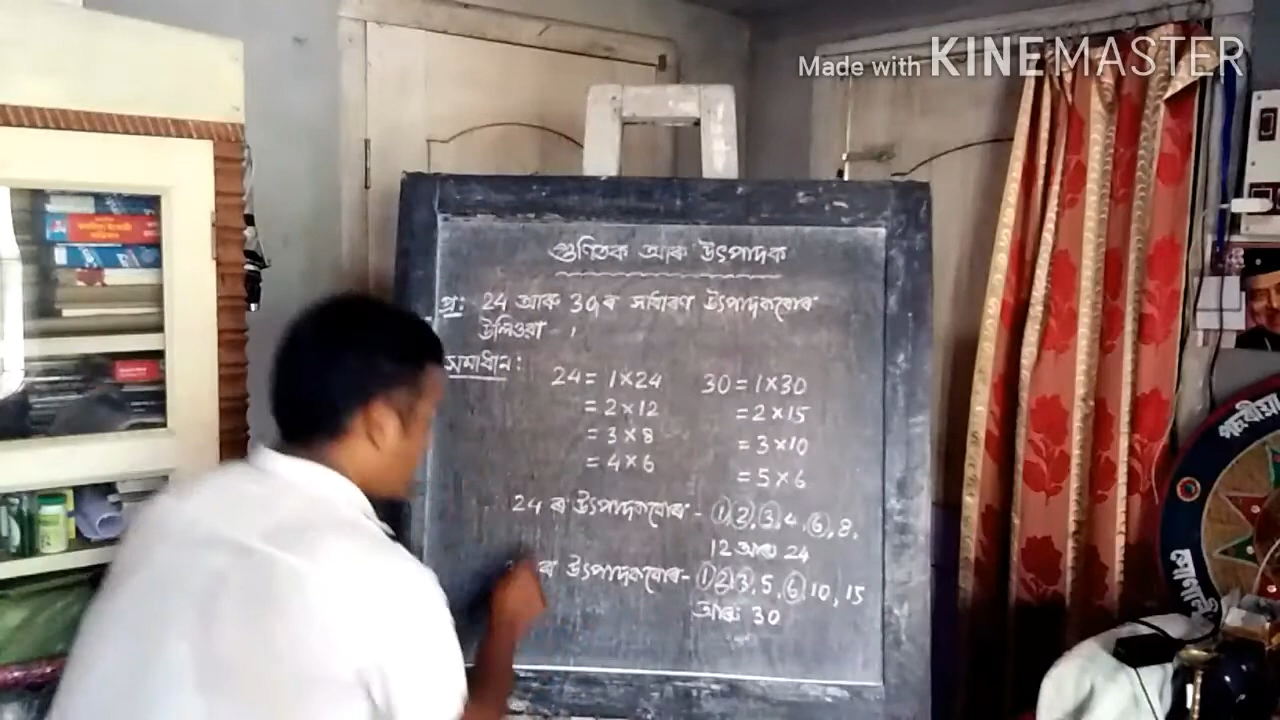 Made with KINEMASTER
গুণিতক আৰু উৎপাদক
প্ৰ: 24 আৰু 30ৰ সাধাৰণ উৎপাদকবোৰ
উলিওৱা -
সমাধান:
24 = 1 × 24 30 = 1 × 30
= 2 × 12 = 2 × 15
= 3 × 8 = 3 × 10
= 4 × 6 = 5 × 6
24 ৰ উৎপাদকবোৰ - 1, 2, 3, 4, 6, 8,
12 আৰু 24
ৰ উৎপাদকবোৰ - 1, 2, 3, 5, 6, 10, 15
আৰু 30